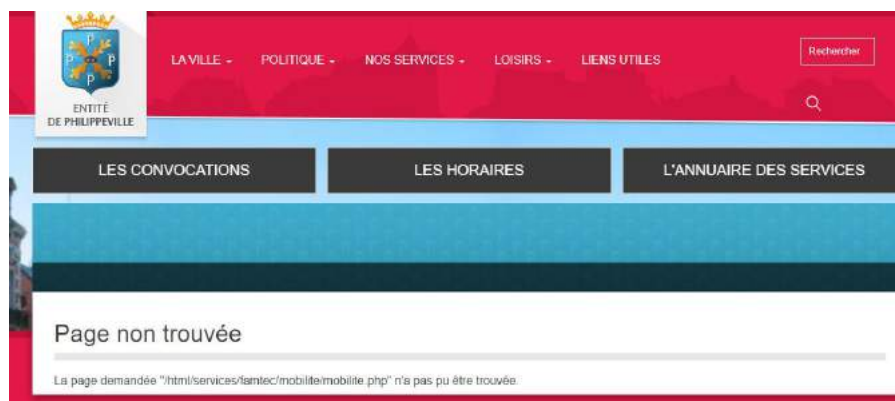 P P
P P
ENTITÉ
DE PHILIPPEVILLE
LA VILLE
POLITIQUE
NOS SERVICES
LOISIRS
LIENS UTILES
Rechercher
LES CONVOCATIONS
LES HORAIRES
L'ANNUAIRE DES SERVICES
Page non trouvée
La page demandée "/html/services/famtec/mobilite/mobilite.php" n'a pas pu être trouvée.